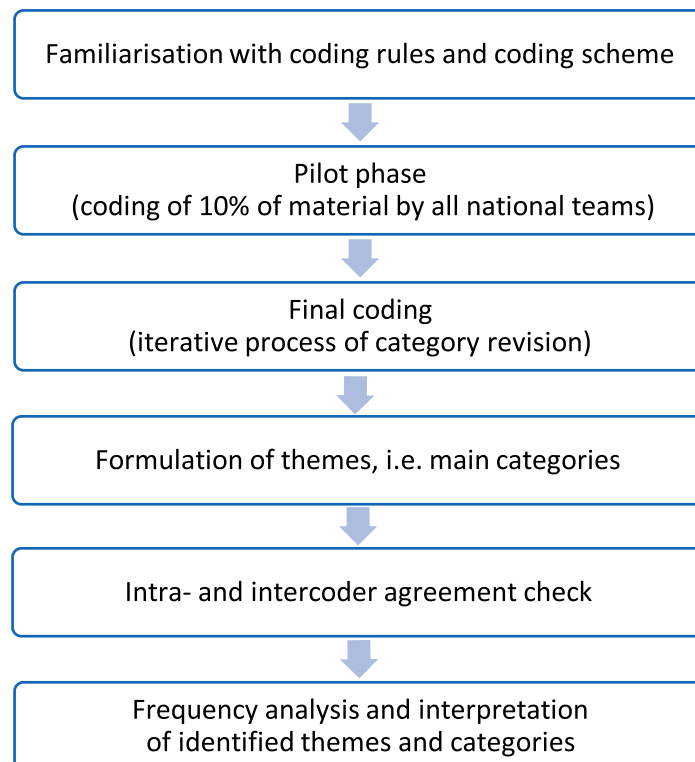 Familiarisation with coding rules and coding scheme
Pilot phase
(coding of 10% of material by all national teams)
Final coding
(iterative process of category revision)
Formulation of themes, i.e. main categories
Intra- and intercoder agreement check
Frequency analysis and interpretation
of identified themes and categories